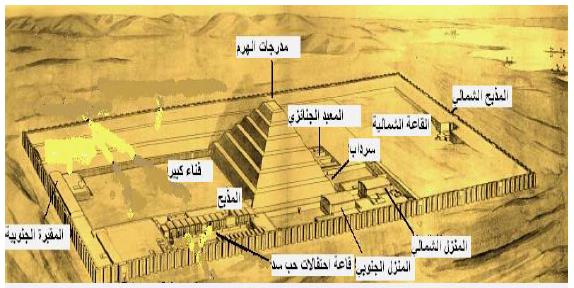 مدرجات الهرم
المذبح الشمالي
المعبد الجنائزي
القاعة الشمالية
سرداب
فناء كبير
المذبح
المقبرة الجنوبية
المنزل الشمالي
المنزل الجنوبي
قاعة احتفالات حب سد